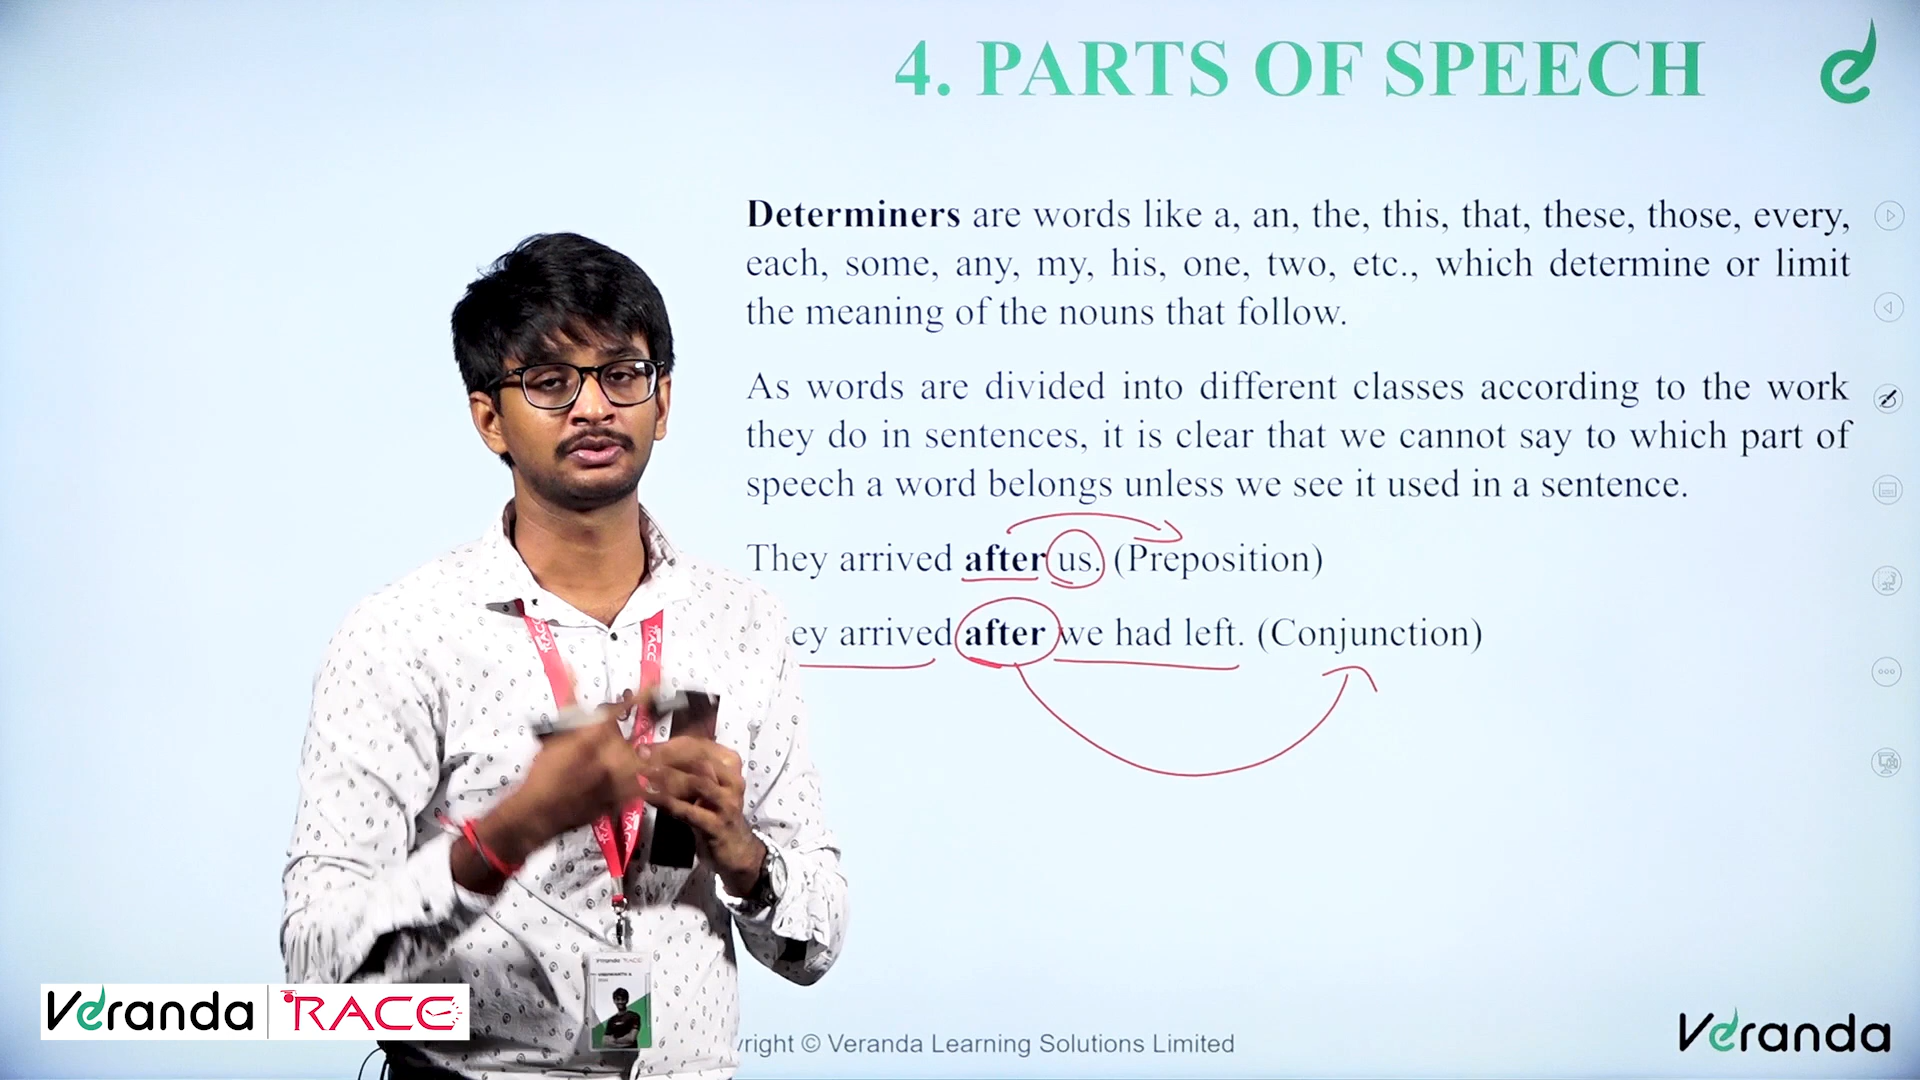 4. PARTS OF SPEECH
Determiners are words like a, an, the, this, that, these, those, every,
each, some, any, my, his, one, two, etc., which determine or limit
the meaning of the nouns that follow.
As words are divided into different classes according to the work
they do in sentences, it is clear that we cannot say to which part of
speech a word belongs unless we see it used in a sentence.
They arrived after us. (Preposition)
ey arrived after we had left. (Conjunction)
RACE
RACE
Veranda RACE
Veranda RACE
right © Veranda Learning Solutions Limited
Veranda